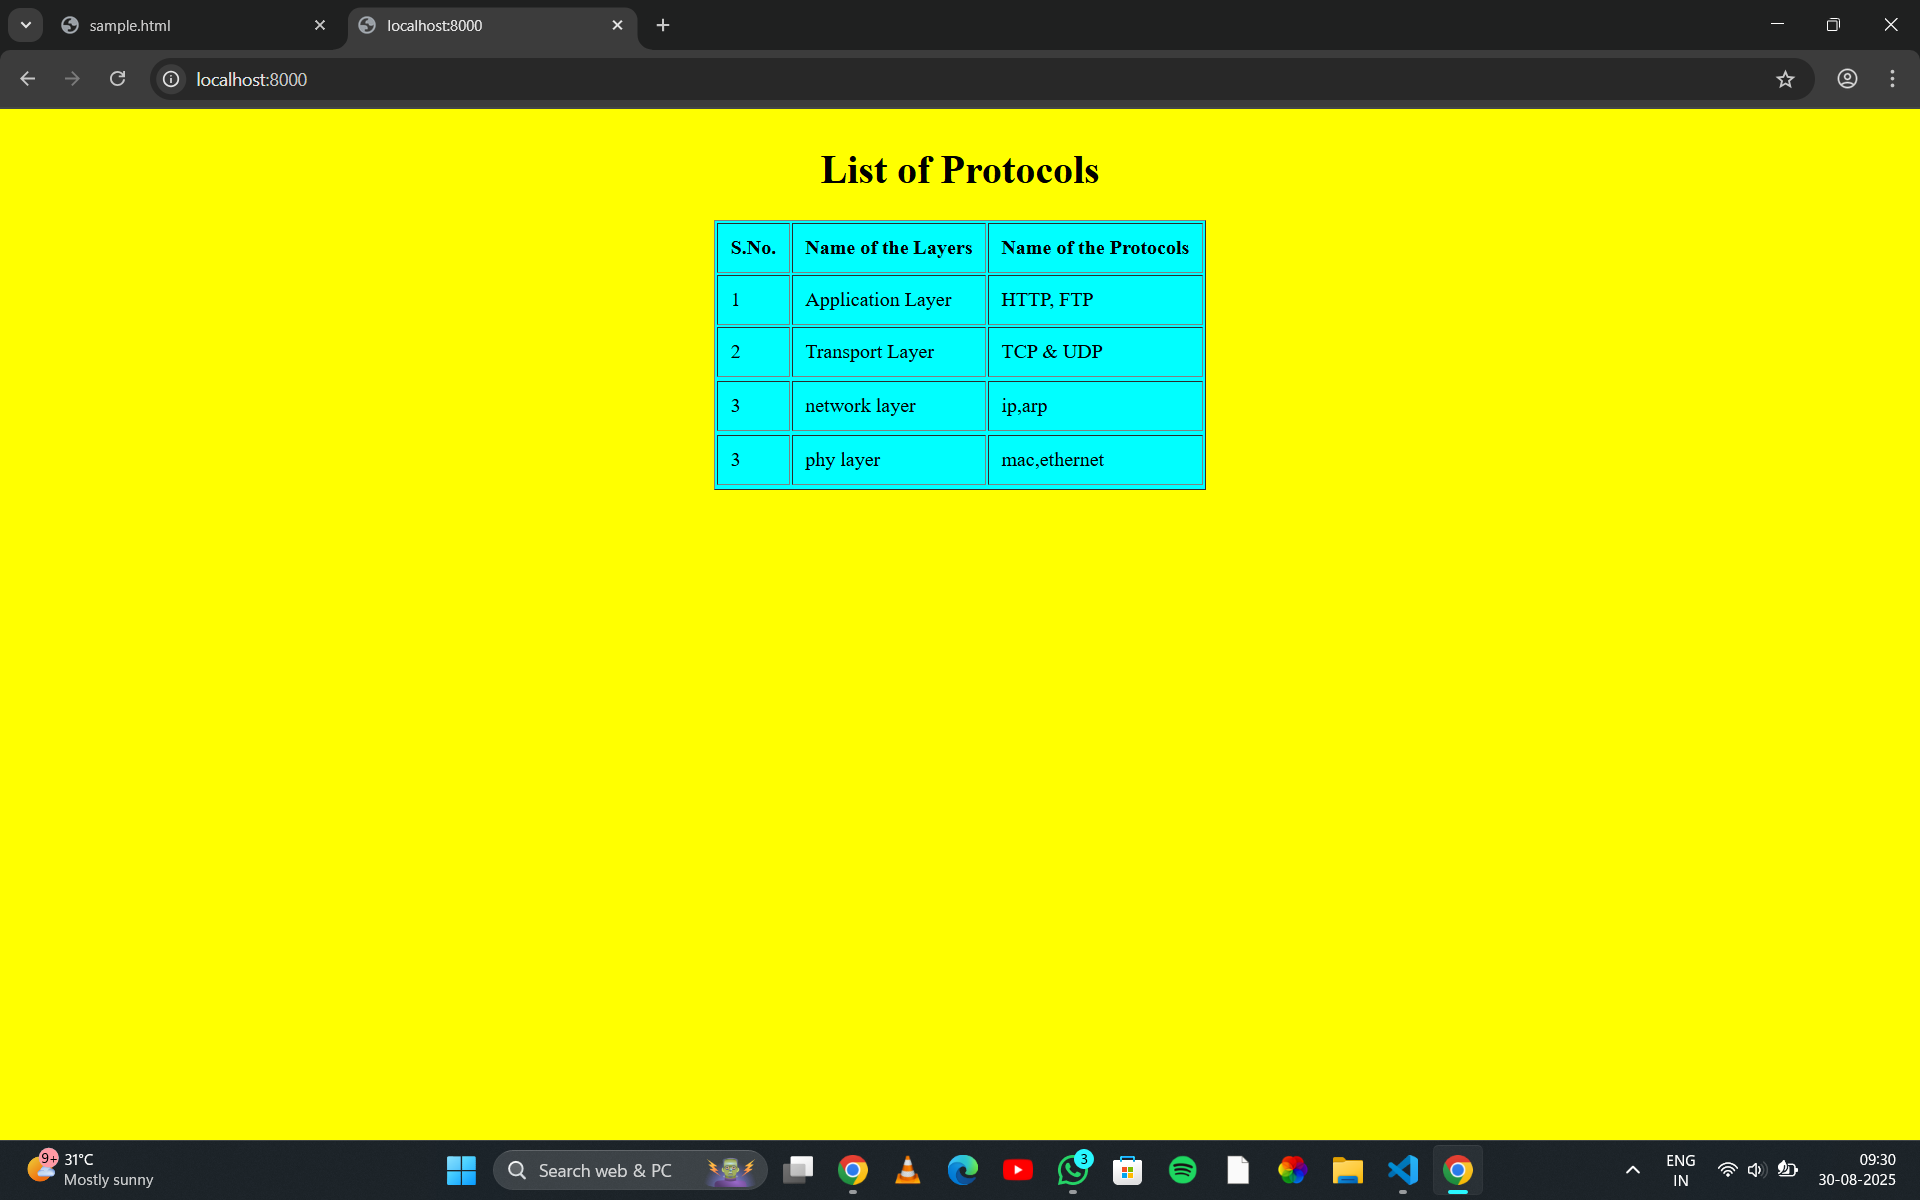 sample.html
localhost:8000
localhost:8000
List of Protocols
S.No. Name of the Layers Name of the Protocols
1 Application Layer HTTP, FTP
2 Transport Layer TCP & UDP
3 network layer ip,arp
3 phy layer mac,ethernet
9+ 31°C
Mostly sunny
Search web & PC
3
ENG
IN
09:30
30-08-2025